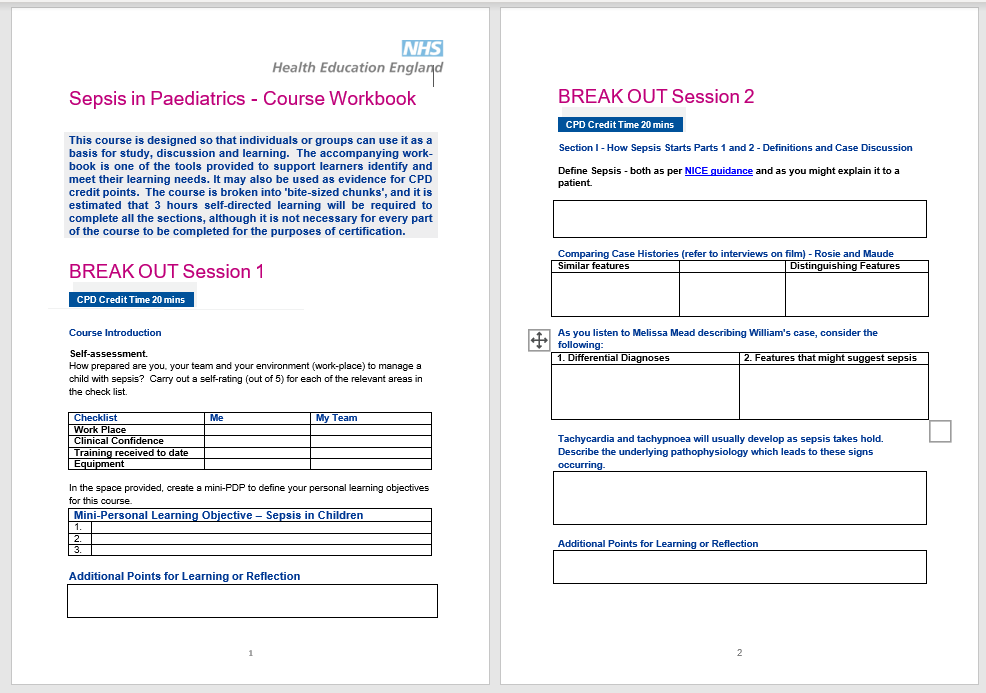 NHS
Health Education England
Sepsis in Paediatrics - Course Workbook
This course is designed so that individuals or groups can use it as a
basis for study, discussion and learning. The accompanying work-
book is one of the tools provided to support learners identify and
meet their learning needs. It may also be used as evidence for CPD
credit points. The course is broken into 'bite-sized chunks', and it is
estimated that 3 hours self-directed learning will be required to
complete all the sections, although it is not necessary for every part
of the course to be completed for the purposes of certification.
BREAK OUT Session 1
CPD Credit Time 20 mins
Course Introduction
Self-assessment.
How prepared are you, your team and your environment (work-place) to manage a
child with sepsis? Carry out a self-rating (out of 5) for each of the relevant areas in
the check list.
Checklist Me My Team
Work Place
Clinical Confidence
Training received to date
Equipment
In the space provided, create a mini-PDP to define your personal learning objectives
for this course.
Mini-Personal Learning Objective – Sepsis in Children
1.
2.
3.
Additional Points for Learning or Reflection
1
BREAK OUT Session 2
CPD Credit Time 20 mins
Section I - How Sepsis Starts Parts 1 and 2 - Definitions and Case Discussion
Define Sepsis - both as per NICE guidance and as you might explain it to a
patient.
Comparing Case Histories (refer to interviews on film) - Rosie and Maude
Similar features Distinguishing Features
As you listen to Melissa Mead describing William's case, consider the
following:
1. Differential Diagnoses 2. Features that might suggest sepsis
Tachycardia and tachypnoea will usually develop as sepsis takes hold.
Describe the underlying pathophysiology which leads to these signs
occurring.
Additional Points for Learning or Reflection
2